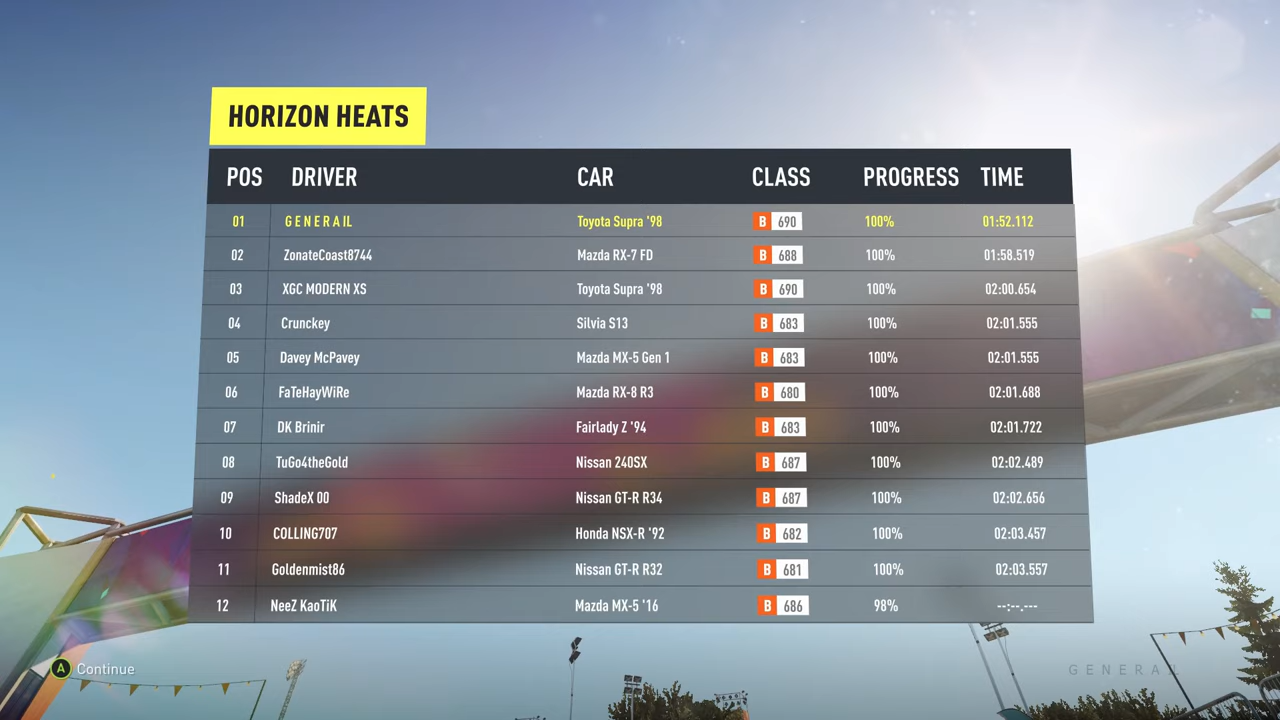 HORIZON HEATS
POS DRIVER CAR CLASS PROGRESS TIME
01 G E N E R A IL Toyota Supra '98 B 690 100% 01:52.112
02 ZonateCoast8744 Mazda RX-7 FD B 688 100% 01:58.519
03 XGC MODERN XS Toyota Supra '98 B 690 100% 02:00.654
04 Crunckey Silvia S13 B 683 100% 02:01.555
05 Davey McPavey Mazda MX-5 Gen 1 B 683 100% 02:01.555
06 FaTeHayWiRe Mazda RX-8 R3 B 680 100% 02:01.688
07 DK Brinir Fairlady Z '94 B 683 100% 02:01.722
08 TuGo4theGold Nissan 240SX B 687 100% 02:02.489
09 ShadeX 00 Nissan GT-R R34 B 687 100% 02:02.656
10 COLLING707 Honda NSX-R '92 B 682 100% 02:03.457
11 Goldenmist86 Nissan GT-R R32 B 681 100% 02:03.557
12 NeeZ KaoTiK Mazda MX-5 '16 B 686 98% --:--.---
A Continue